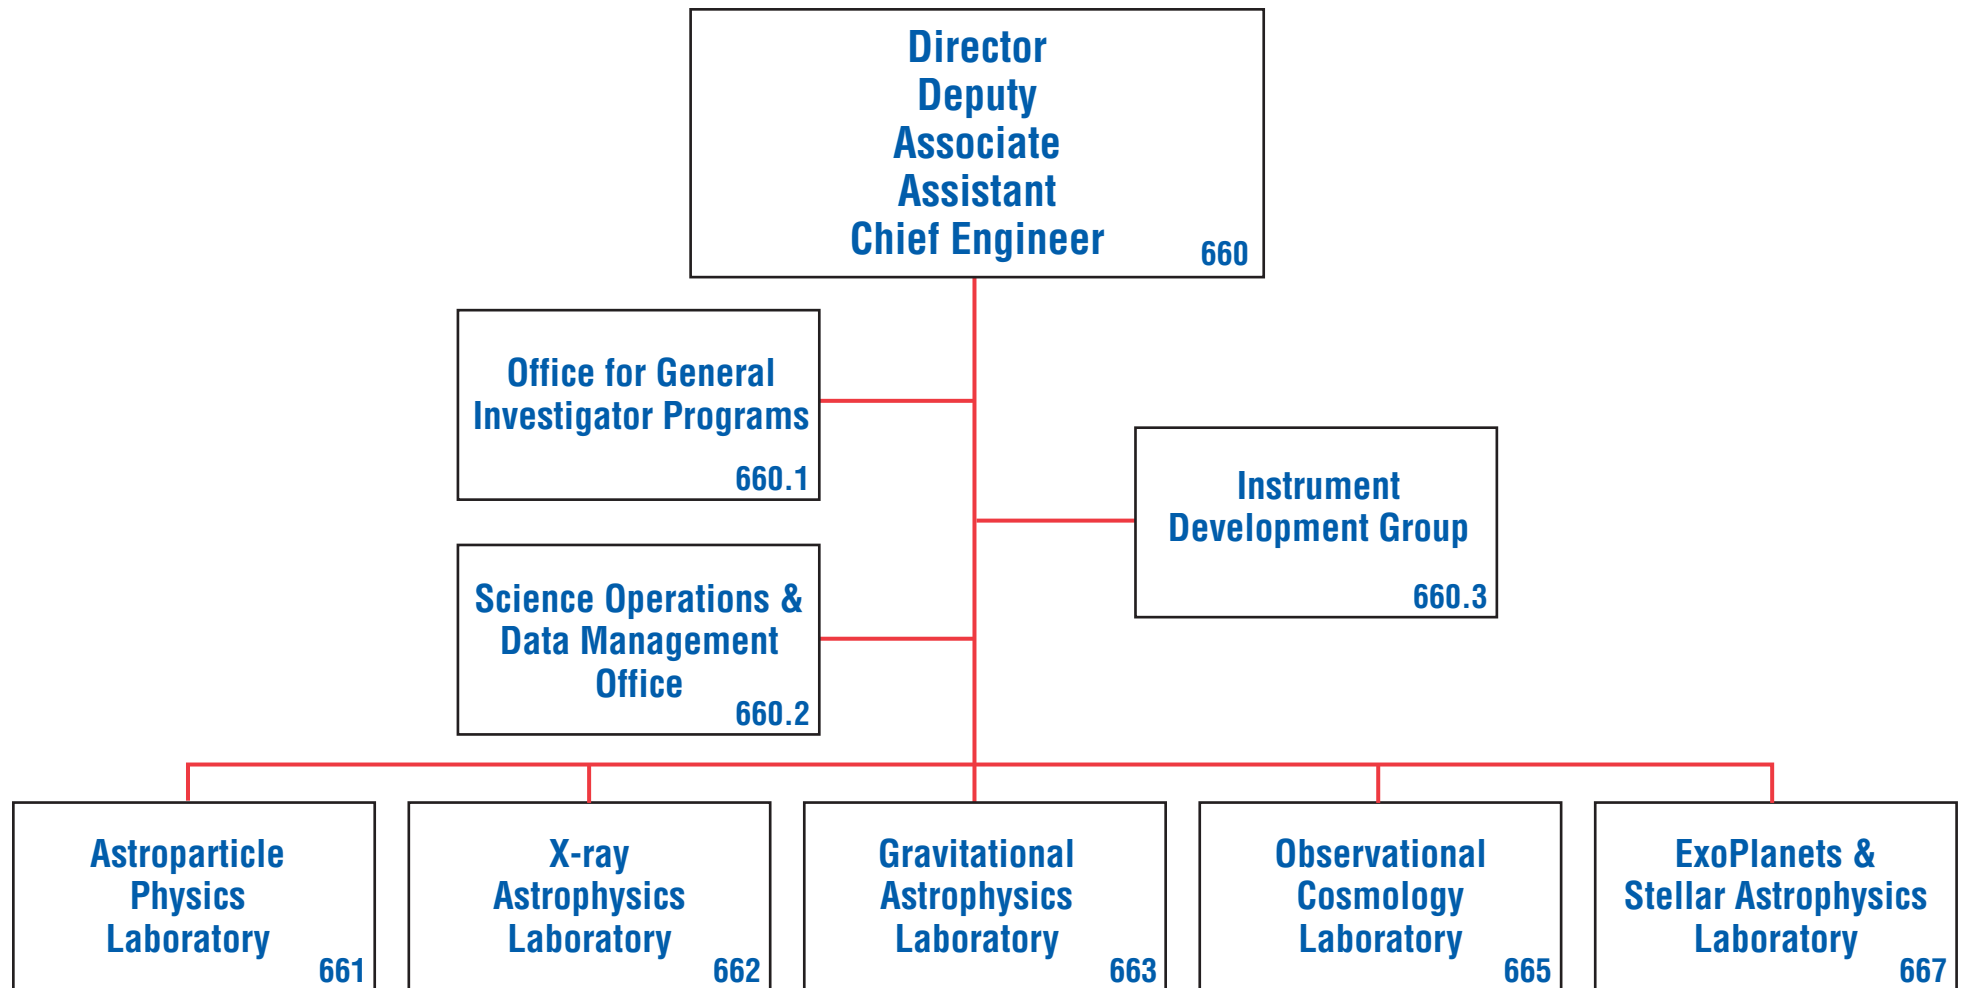 Director
Deputy
Associate
Assistant
Chief Engineer
660
Office for General
Investigator Programs
660.1
Instrument
Development Group
660.3
Science Operations &
Data Management
Office
660.2
Astroparticle
Physics
Laboratory
661
X-ray
Astrophysics
Laboratory
662
Gravitational
Astrophysics
Laboratory
663
Observational
Cosmology
Laboratory
665
ExoPlanets &
Stellar Astrophysics
Laboratory
667